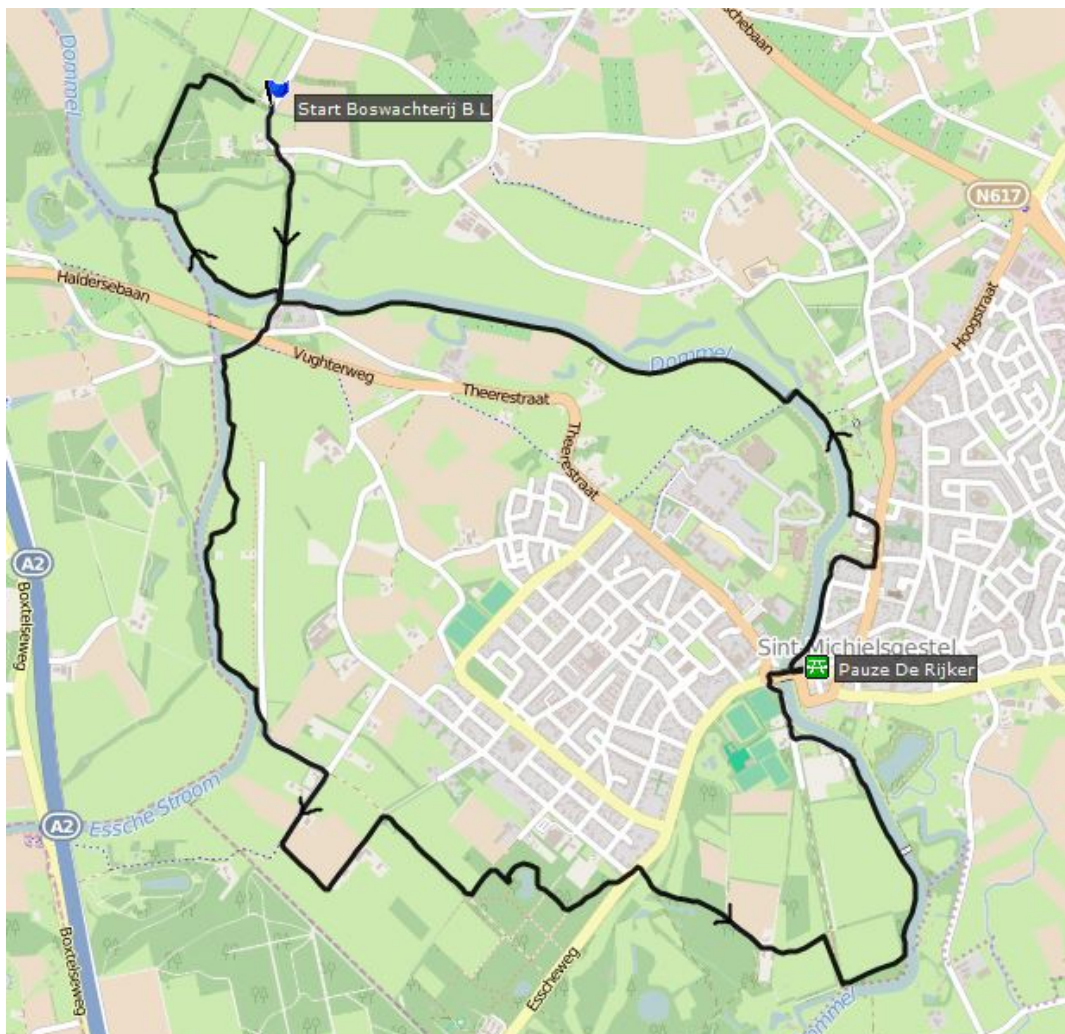 Dommel
Start Boswachterij B L
schebaan
N617
Haldersebaan
Hoogstraat
Vughterweg
Dommel
Theerestraat
Theerestraat
A2
Boxtelseweg
Sint-Michielsgestel
Pauze De Rijker
Essche Stroom
A2
Boxtelseweg
Esscheweg
Dommel